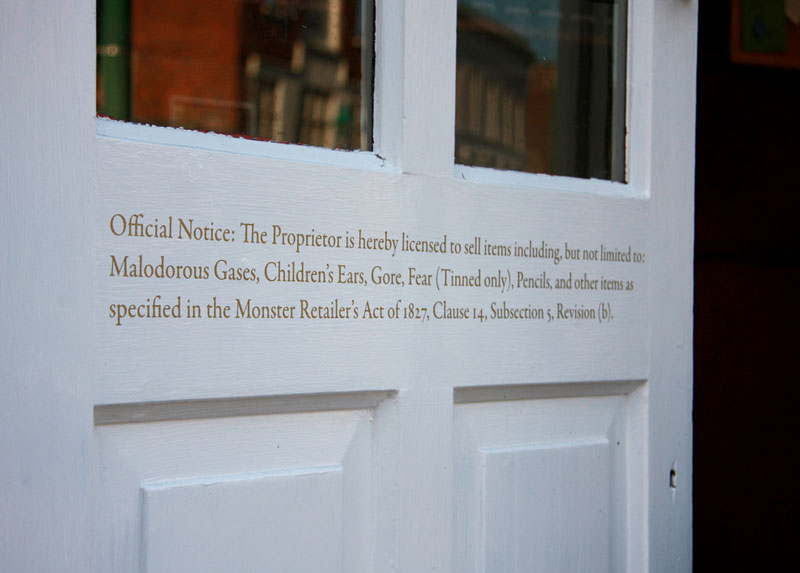 Official Notice: The Proprietor is hereby licensed to sell items including, but not limited to:
Malodorous Gases, Children's Ears, Gore, Fear (Tinned only), Pencils, and other items as
specified in the Monster Retailer's Act of 1827, Clause 14, Subsection 5, Revision (b).